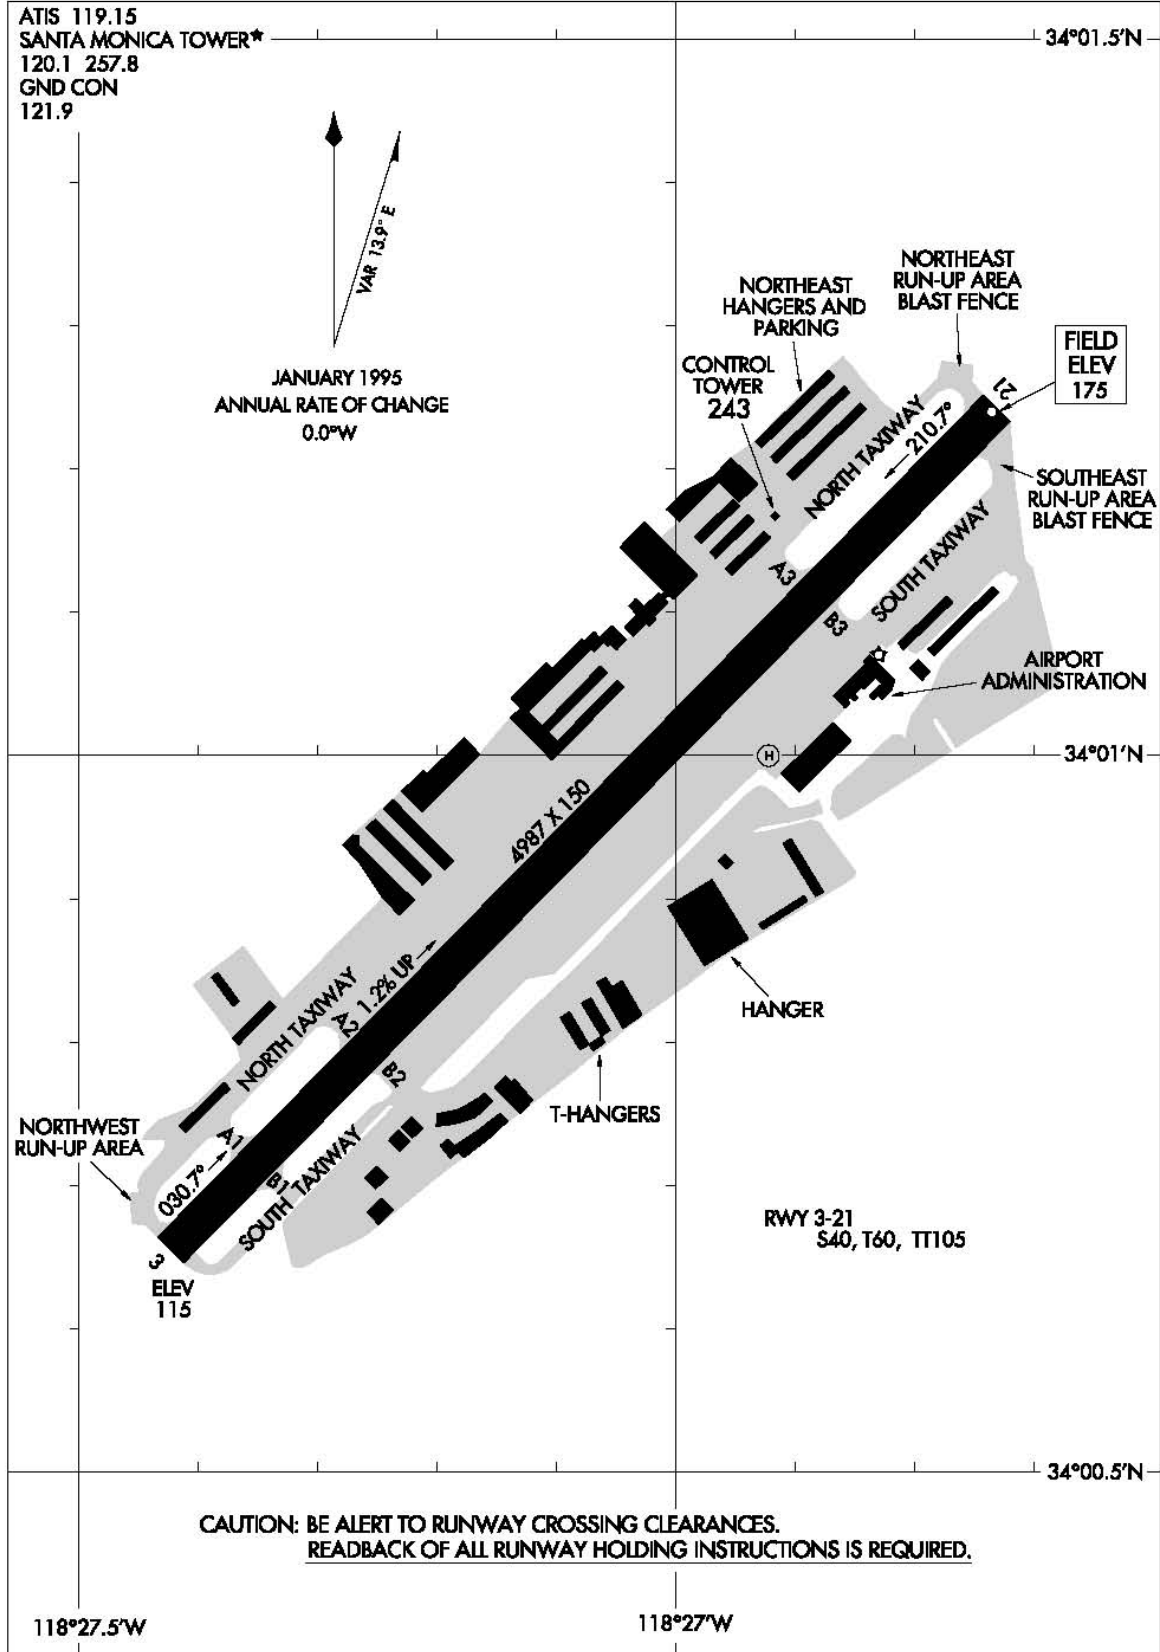 ATIS 119.15
SANTA MONICA TOWER★
120.1 257.8
GND CON
121.9
34°01.5'N
VAR 13.9° E
JANUARY 1995
ANNUAL RATE OF CHANGE
0.0°W
NORTHEAST
RUN-UP AREA
BLAST FENCE
NORTHEAST
HANGERS AND
PARKING
FIELD
ELEV
175
CONTROL
TOWER
243
21
NORTH TAXIWAY
210.7°
SOUTHEAST
RUN-UP AREA
BLAST FENCE
SOUTH TAXIWAY
A3
B3
AIRPORT
ADMINISTRATION
H
34°01'N
4987 X 150
HANGER
1.2% UP
NORTH TAXIWAY
A2
B2
T-HANGERS
NORTHWEST
RUN-UP AREA
A1
030.7°
B1
SOUTH TAXIWAY
3
ELEV
115
RWY 3-21
S40, T60, TT105
34°00.5'N
CAUTION: BE ALERT TO RUNWAY CROSSING CLEARANCES.
READBACK OF ALL RUNWAY HOLDING INSTRUCTIONS IS REQUIRED.
118°27.5'W
118°27'W